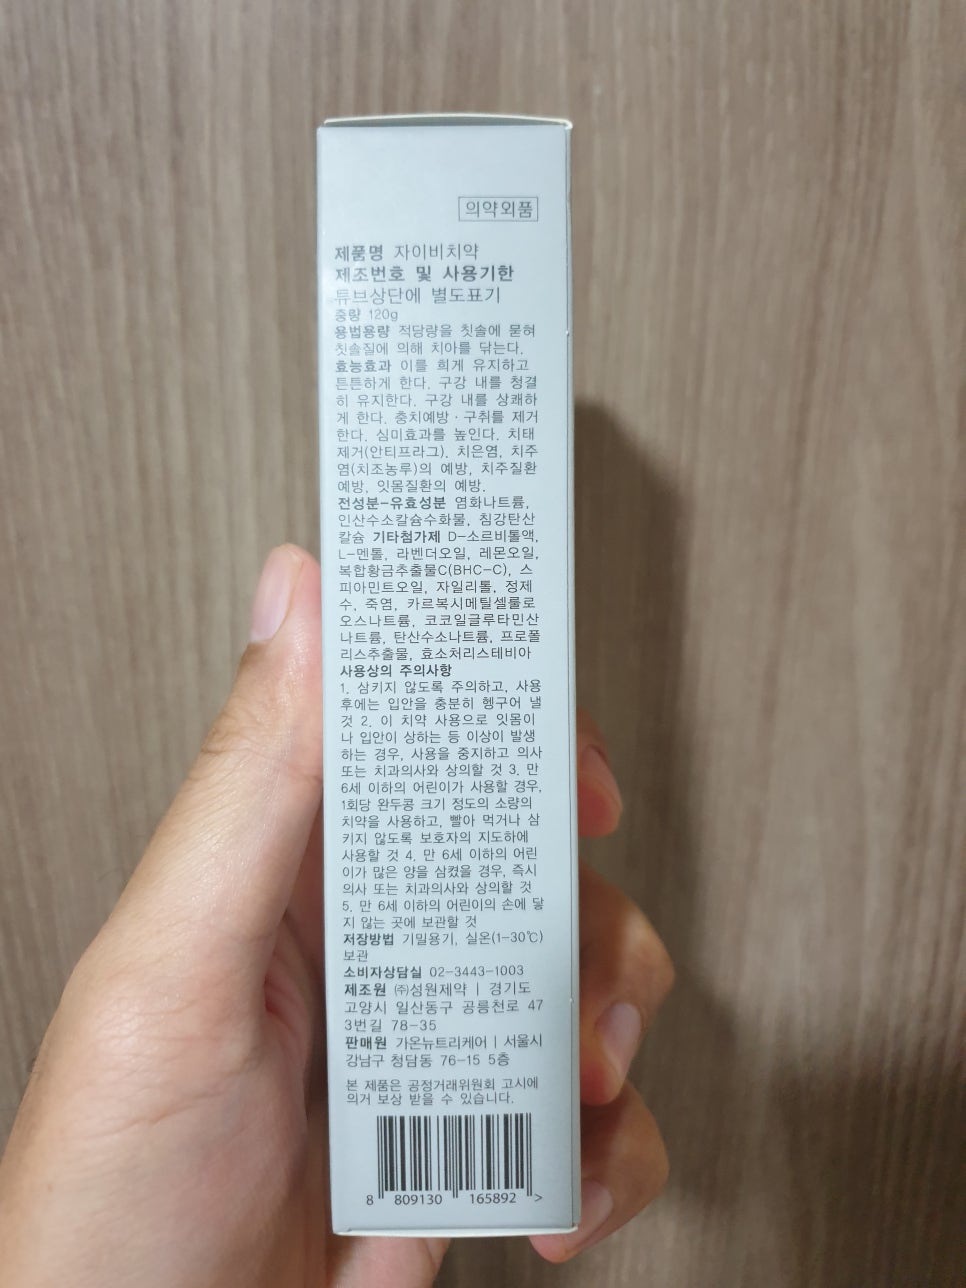 의약외품
제품명 자이비치약
제조번호 및 사용기한
튜브상단에 별도표기
중량 120g
용법용량 적당량을 칫솔에 묻혀
칫솔질에 의해 치아를 닦는다.
효능효과 이를 희게 유지하고
튼튼하게 한다. 구강 내를 청결
히 유지한다. 구강 내를 상쾌하
게 한다. 충치예방 · 구취를 제거
한다. 심미효과를 높인다. 치태
제거(안티프라그). 치은염, 치주
염(치조농루)의 예방, 치주질환
예방, 잇몸질환의 예방.
전성분-유효성분 염화나트륨,
인산수소칼슘수화물, 침강탄산
칼슘 기타첨가제 D-소르비톨액,
L-멘톨, 라벤더오일, 레몬오일,
복합황금추출물C(BHC-C), 스
피아민트오일, 자일리톨, 정제
수, 죽염, 카르복시메틸셀룰로
오스나트륨, 코코일글루타민산
나트륨, 탄산수소나트륨, 프로폴
리스추출물, 효소처리스테비아
사용상의 주의사항
1. 삼키지 않도록 주의하고, 사용
후에는 입안을 충분히 헹구어 낼
것 2. 이 치약 사용으로 잇몸이
나 입안이 상하는 등 이상이 발생
하는 경우, 사용을 중지하고 의사
또는 치과의사와 상의할 것 3. 만
6세 이하의 어린이가 사용할 경우,
1회당 완두콩 크기 정도의 소량의
치약을 사용하고, 빨아 먹거나 삼
키지 않도록 보호자의 지도하에
사용할 것 4. 만 6세 이하의 어린
이가 많은 양을 삼켰을 경우, 즉시
의사 또는 치과의사와 상의할 것
5. 만 6세 이하의 어린이의 손에 닿
지 않는 곳에 보관할 것
저장방법 기밀용기, 실온(1-30℃)
보관
소비자상담실 02-3443-1003
제조원 ㈜성원제약 | 경기도
고양시 일산동구 공릉천로 47
3번길 78-35
판매원 가온뉴트리케어 | 서울시
강남구 청담동 76-15 5층
본 제품은 공정거래위원회 고시에
의거 보상 받을 수 있습니다.
8 809130 165892 >